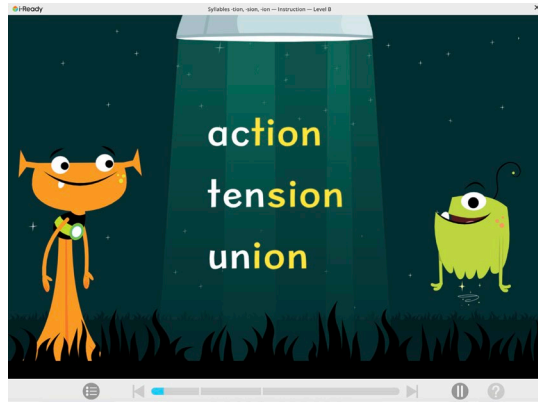 i-Ready
Syllables -tion, -sion, -ion — Instruction — Level B
action
tension
union